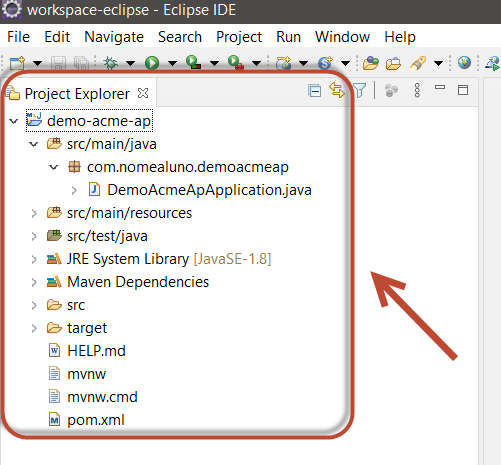 workspace-eclipse - Eclipse IDE
File Edit Navigate Search Project Run Window Help
Project Explorer
demo-acme-ap
src/main/java
com.nomealuno.demoacmeap
DemoAcmeApApplication.java
src/main/resources
src/test/java
JRE System Library [JavaSE-1.8]
Maven Dependencies
src
target
HELP.md
mvnw
mvnw.cmd
pom.xml